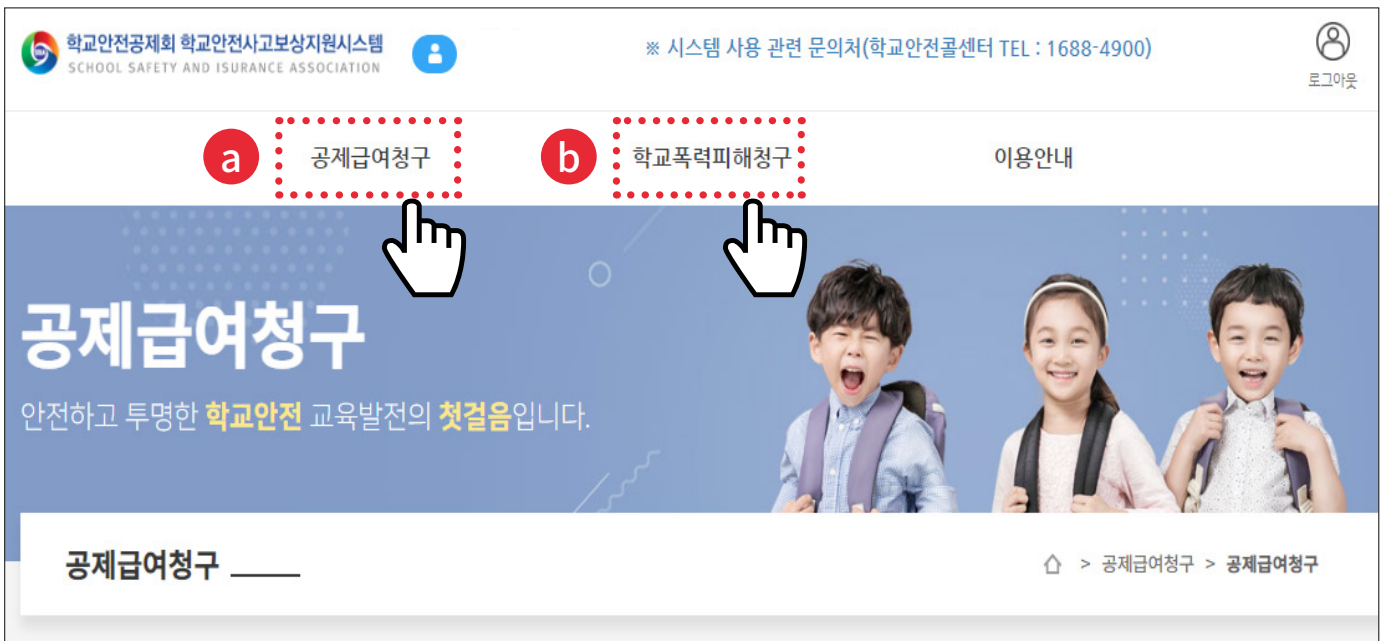 학교안전공제회 학교안전사고보상지원시스템
SCHOOL SAFETY AND ISURANCE ASSOCIATION
※ 시스템 사용 관련 문의처(학교안전콜센터 TEL : 1688-4900)
로그아웃
a 공제급여청구 b 학교폭력피해청구 이용안내
공제급여청구
안전하고 투명한 학교안전 교육발전의 첫걸음입니다.
공제급여청구
> 공제급여청구 > 공제급여청구